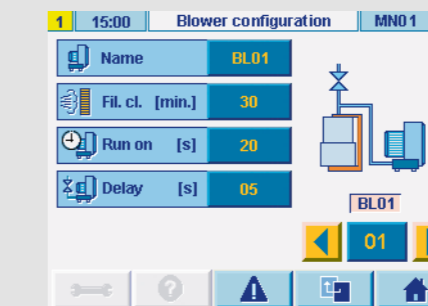 1 15:00 Blower configuration MN01
Name BL01
Fil. cl. [min.] 30
Run on [s] 20
Delay [s] 05
BL01
01
?